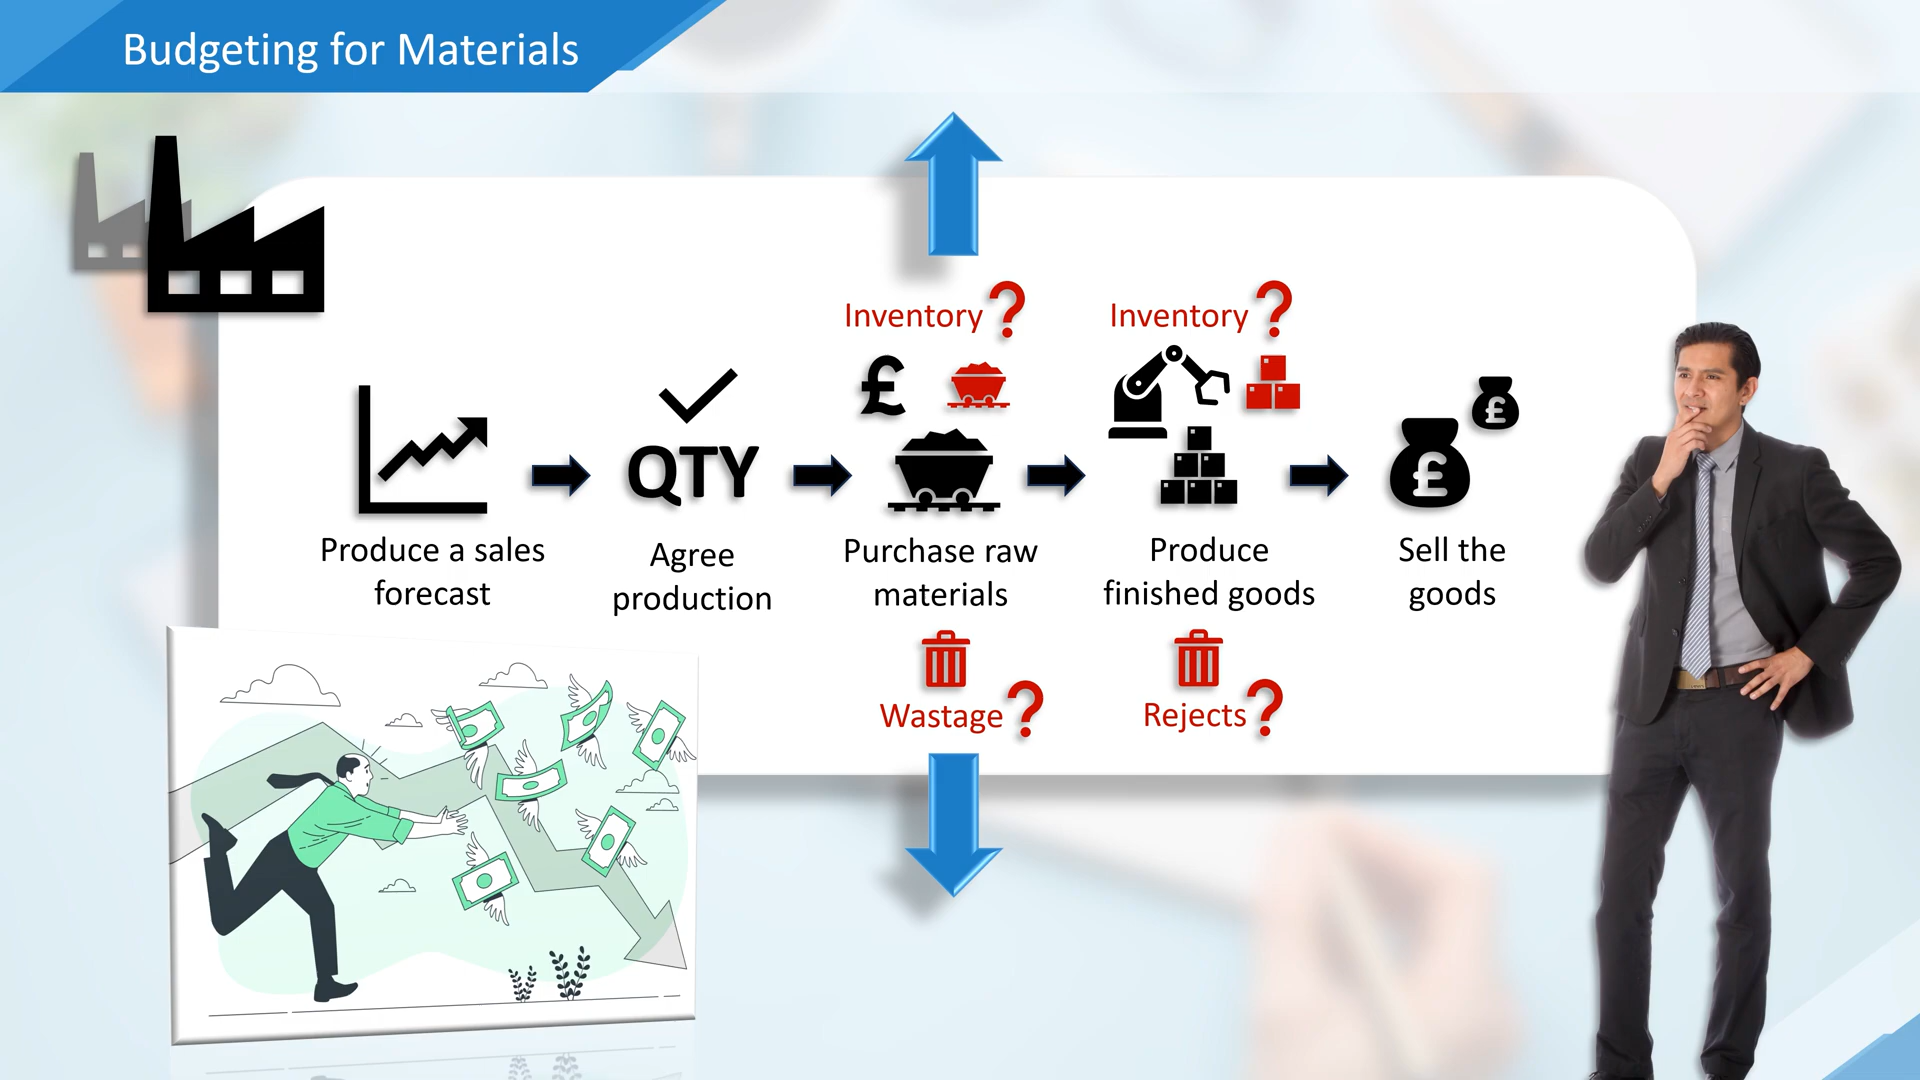 Budgeting for Materials
Inventory?
Inventory?
£
QTY
£
£
Produce a sales
forecast
Agree
production
Purchase raw
materials
Produce
finished goods
Sell the
goods
Wastage?
Rejects?